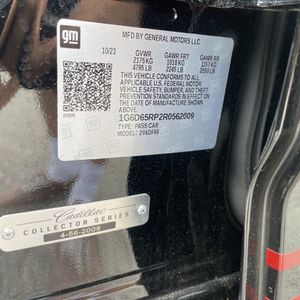 gm
MFD BY GENERAL MOTORS LLC
10/23 GVWR GAWR FRT GAWR RR
2175 KG 1018 KG 1157 KG
4795 LB 2245 LB 2550 LB
THIS VEHICLE CONFORMS TO ALL
APPLICABLE U.S. FEDERAL MOTOR
VEHICLE SAFETY, BUMPER, AND THEFT
PREVENTION STANDARDS IN EFFECT ON
THE DATE OF MANUFACTURE SHOWN ABOVE.
1G6D65RP2R0562009
TYPE: PASS CAR
MODEL: 296DF69
Cadillac
COLLECTOR SERIES
4-56-2009